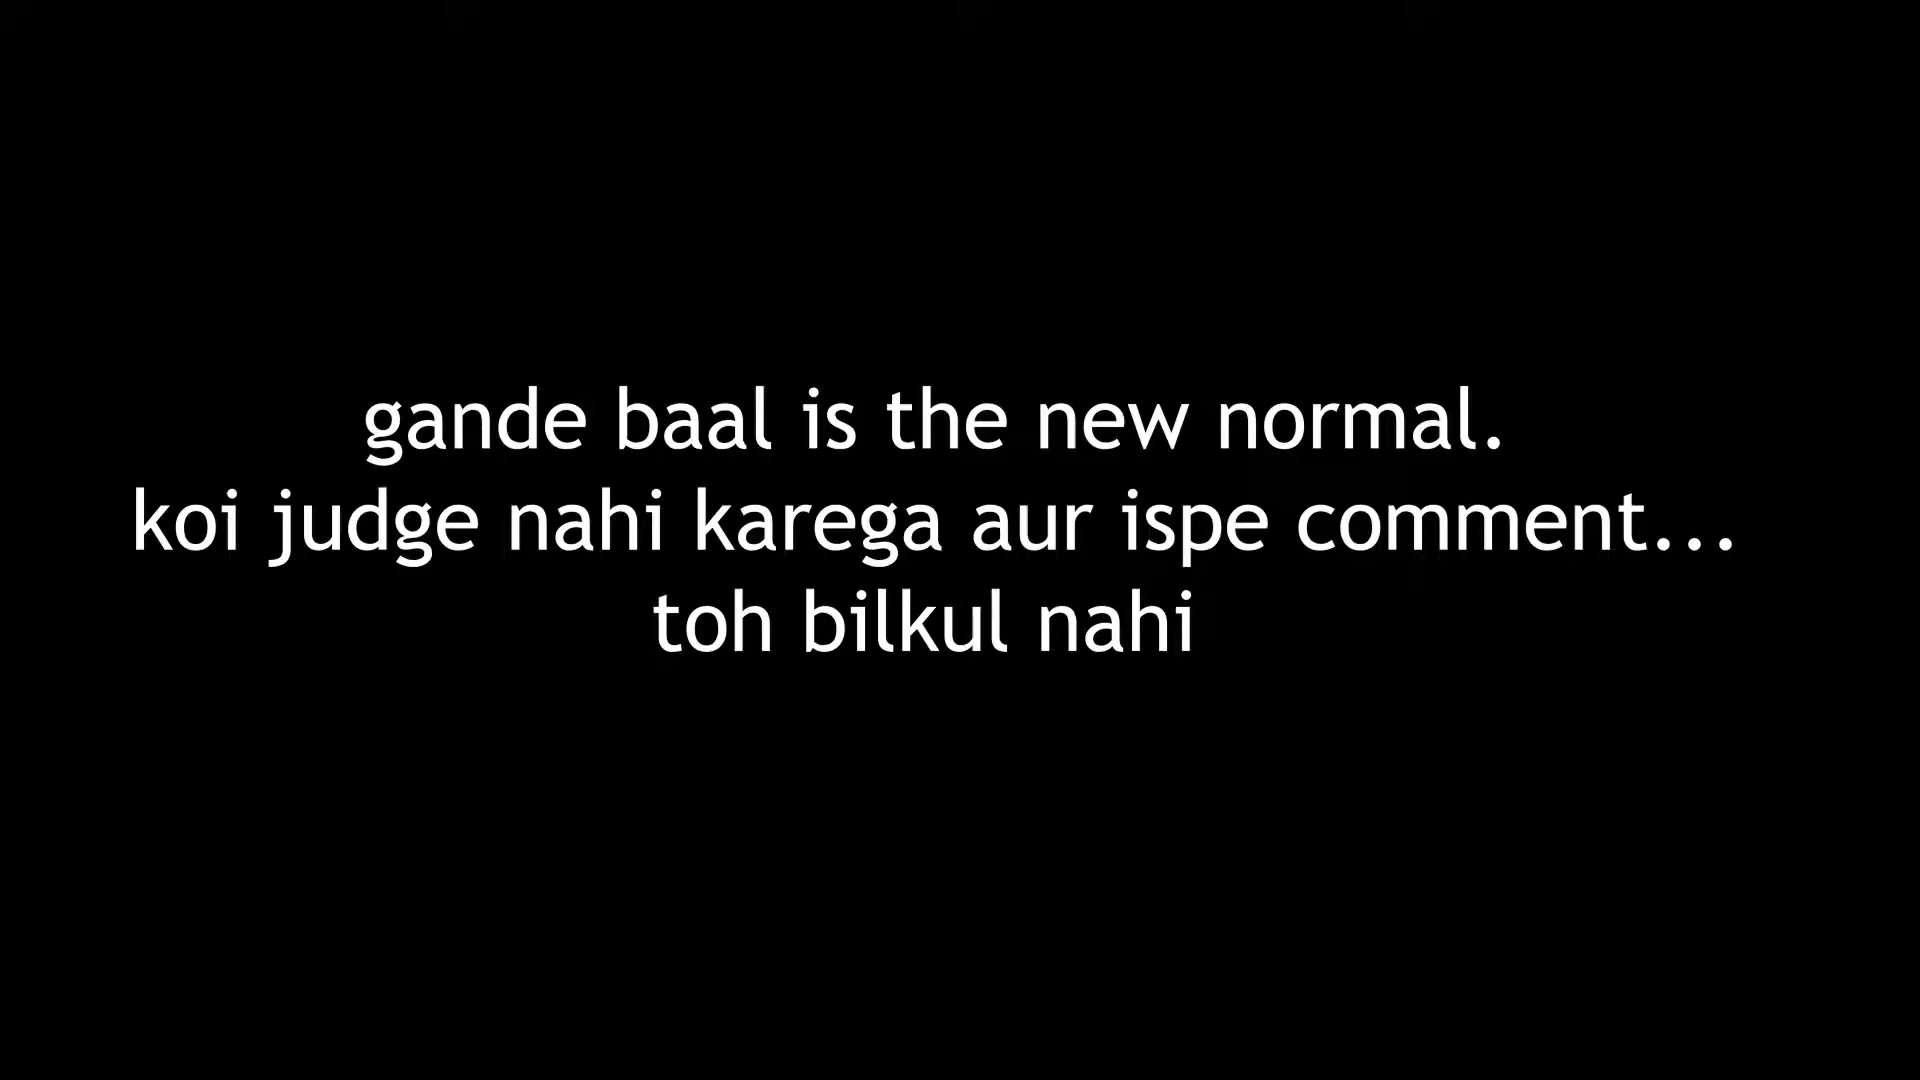 gande baal is the new normal.
koi judge nahi karega aur ispe comment...
toh bilkul nahi